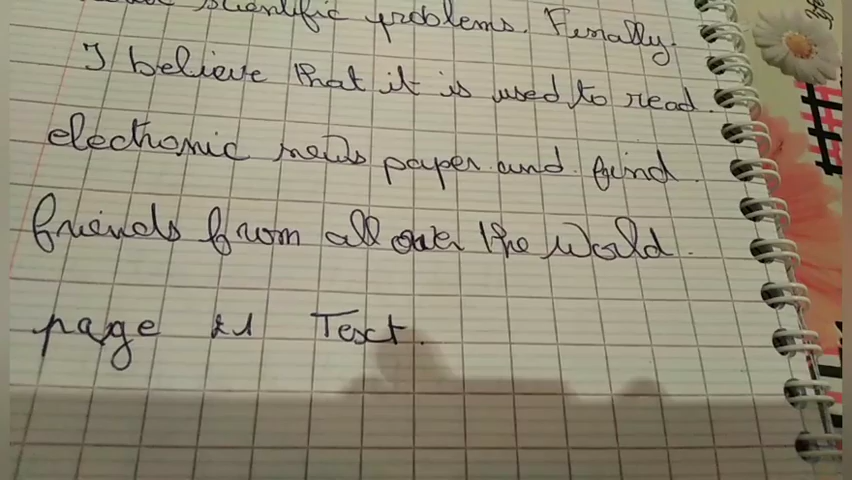 scientific problems. Finally.
I believe that it is used to read
electronic news paper. and. find
friends from all over the World.
page 21 Text.